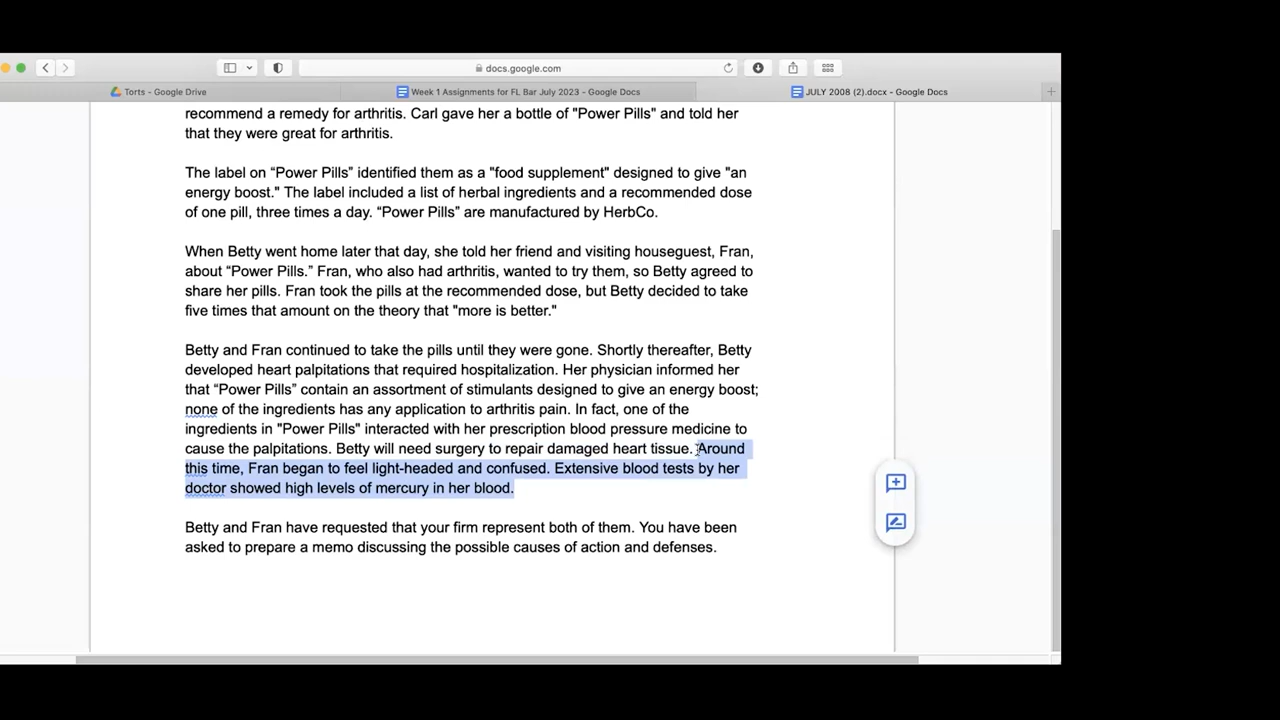 docs.google.com
Torts - Google Drive
Week 1 Assignments for FL Bar July 2023 - Google Docs
JULY 2008 (2).docx - Google Docs
recommend a remedy for arthritis. Carl gave her a bottle of "Power Pills" and told her
that they were great for arthritis.
The label on “Power Pills” identified them as a "food supplement" designed to give "an
energy boost." The label included a list of herbal ingredients and a recommended dose
of one pill, three times a day. “Power Pills” are manufactured by HerbCo.
When Betty went home later that day, she told her friend and visiting houseguest, Fran,
about “Power Pills.” Fran, who also had arthritis, wanted to try them, so Betty agreed to
share her pills. Fran took the pills at the recommended dose, but Betty decided to take
five times that amount on the theory that "more is better."
Betty and Fran continued to take the pills until they were gone. Shortly thereafter, Betty
developed heart palpitations that required hospitalization. Her physician informed her
that “Power Pills” contain an assortment of stimulants designed to give an energy boost;
none of the ingredients has any application to arthritis pain. In fact, one of the
ingredients in "Power Pills" interacted with her prescription blood pressure medicine to
cause the palpitations. Betty will need surgery to repair damaged heart tissue. Around
this time, Fran began to feel light-headed and confused. Extensive blood tests by her
doctor showed high levels of mercury in her blood.
Betty and Fran have requested that your firm represent both of them. You have been
asked to prepare a memo discussing the possible causes of action and defenses.